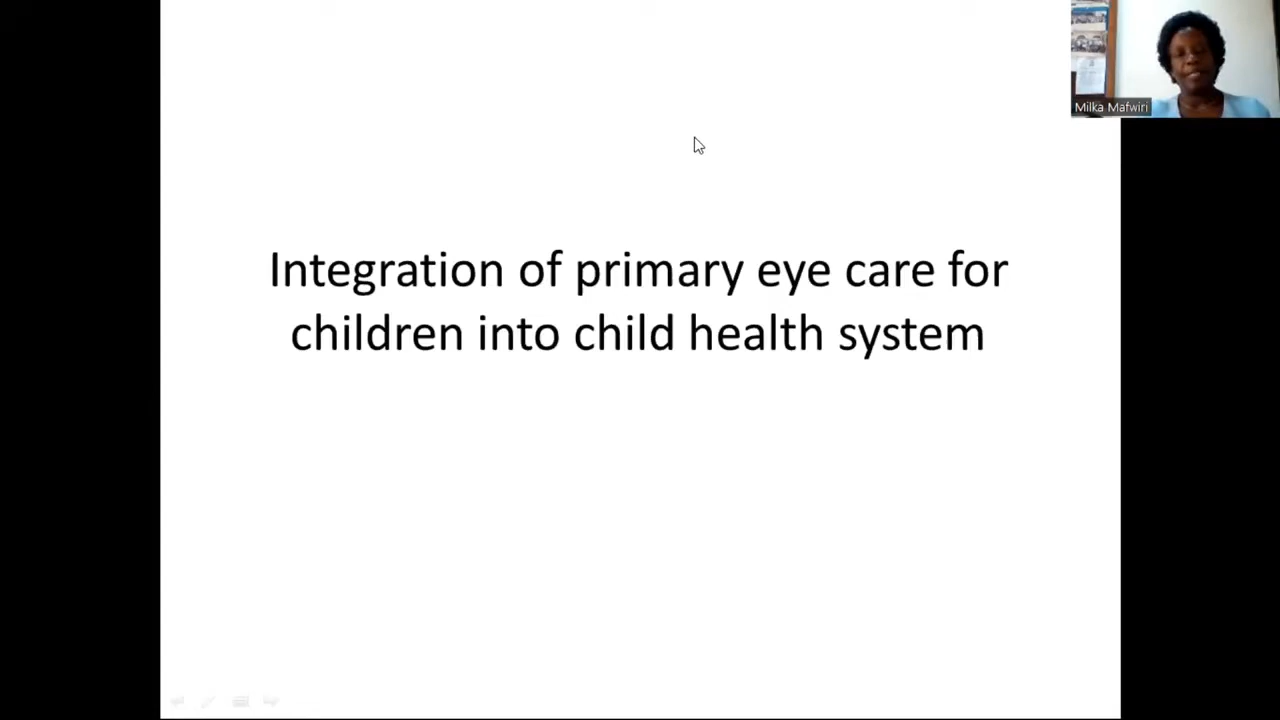 Milka Mafwiri
Integration of primary eye care for
children into child health system